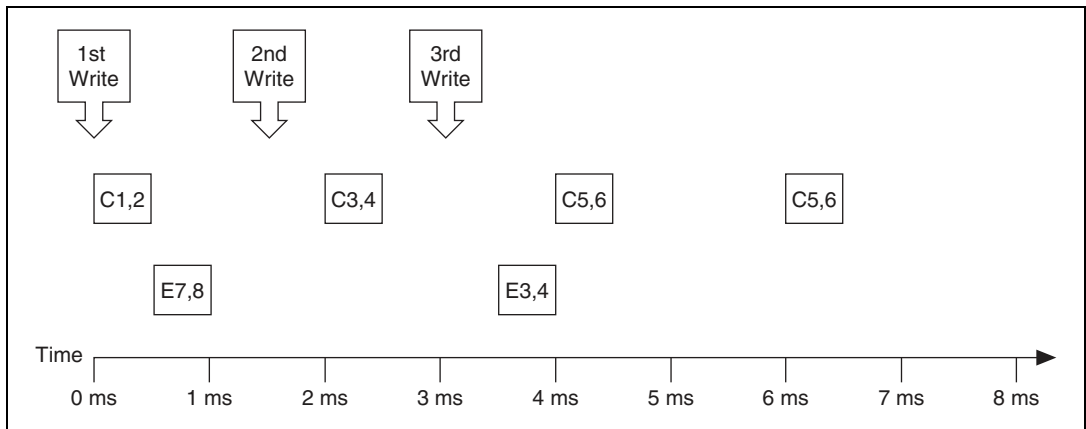 1st
Write
2nd
Write
3rd
Write
C1,2
C3,4
C5,6
C5,6
E7,8
E3,4
Time
0 ms
1 ms
2 ms
3 ms
4 ms
5 ms
6 ms
7 ms
8 ms